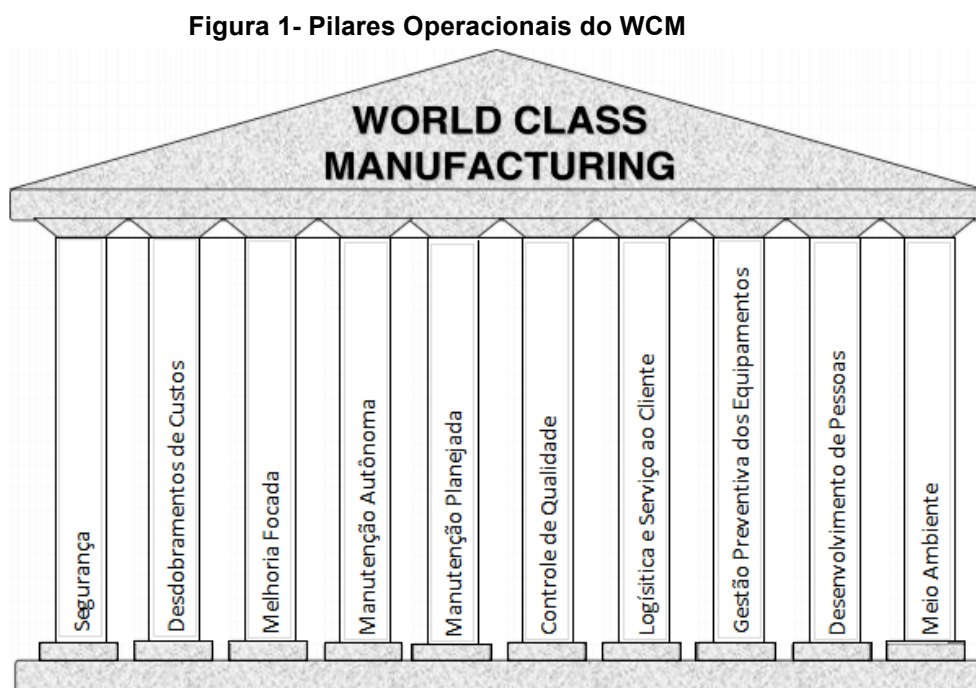 Figura 1- Pilares Operacionais do WCM
WORLD CLASS
MANUFACTURING
Segurança
Desdobramentos de Custos
Melhoria Focada
Manutenção Autônoma
Manutenção Planejada
Controle de Qualidade
Logísitica e Serviço ao Cliente
Gestão Preventiva dos Equipamentos
Desenvolvimento de Pessoas
Meio Ambiente